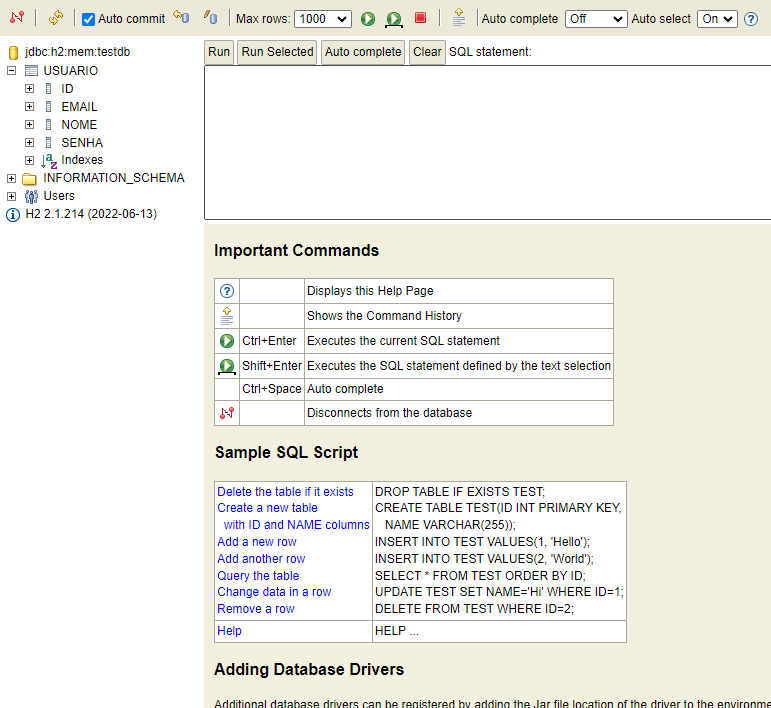 Auto commit Max rows: 1000 Auto complete Off Auto select On
jdbc:h2:mem:testdb
USUARIO
ID
EMAIL
NOME
SENHA
Indexes
INFORMATION_SCHEMA
Users
H2 2.1.214 (2022-06-13)
Run Run Selected Auto complete Clear SQL statement:
Important Commands
Displays this Help Page
Shows the Command History
Ctrl+Enter Executes the current SQL statement
Shift+Enter Executes the SQL statement defined by the text selection
Ctrl+Space Auto complete
Disconnects from the database
Sample SQL Script
Delete the table if it exists DROP TABLE IF EXISTS TEST;
Create a new table CREATE TABLE TEST(ID INT PRIMARY KEY,
with ID and NAME columns NAME VARCHAR(255));
Add a new row INSERT INTO TEST VALUES(1, 'Hello');
Add another row INSERT INTO TEST VALUES(2, 'World');
Query the table SELECT * FROM TEST ORDER BY ID;
Change data in a row UPDATE TEST SET NAME='Hi' WHERE ID=1;
Remove a row DELETE FROM TEST WHERE ID=2;
Help HELP ...
Adding Database Drivers
Additional database drivers can be registered by adding the Jar file location of the driver to the environme